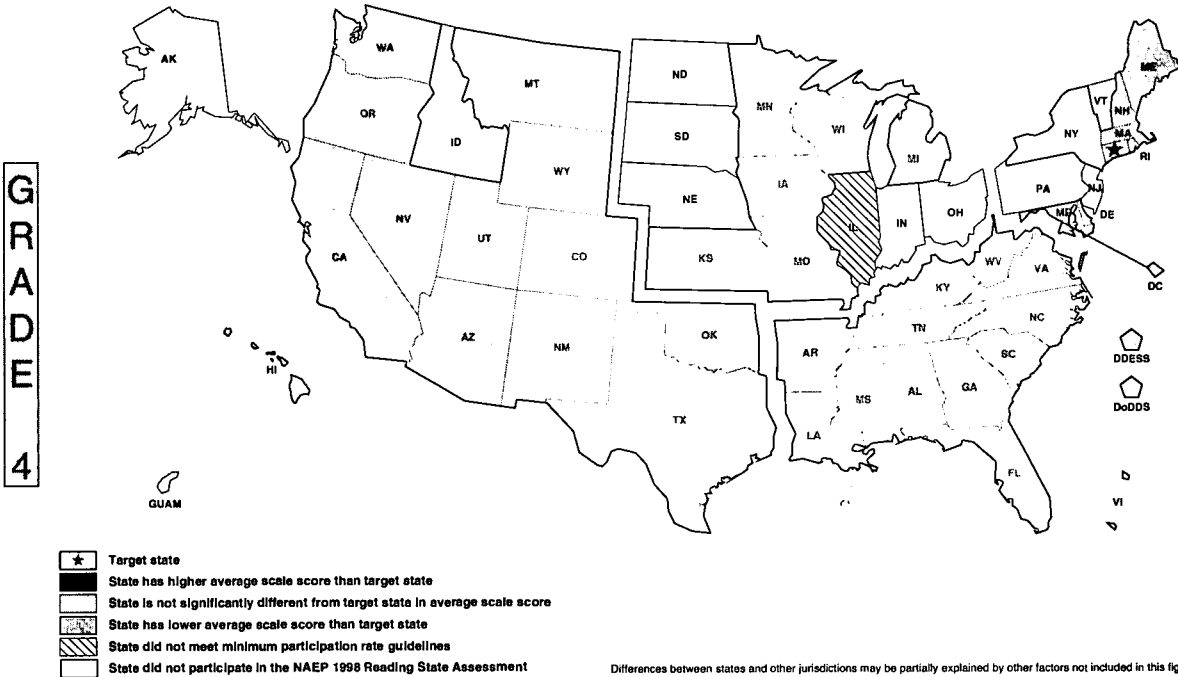 GRADE 4
AK
WA
MT
ND
MN
ME
VT
NH
OR
ID
SD
WI
MI
NY
MA
RI
WY
IA
PA
NJ
NE
IL
IN
OH
MD
DE
NV
UT
CA
CO
KS
MO
WV
VA
DC
KY
NC
AZ
NM
OK
AR
TN
SC
DDESS
HI
MS
AL
GA
DoDDS
TX
LA
FL
GUAM
VI
Target state
State has higher average scale score than target state
State is not significantly different from target state in average scale score
State has lower average scale score than target state
State did not meet minimum participation rate guidelines
State did not participate in the NAEP 1998 Reading State Assessment
Differences between states and other jurisdictions may be partially explained by other factors not included in this fig